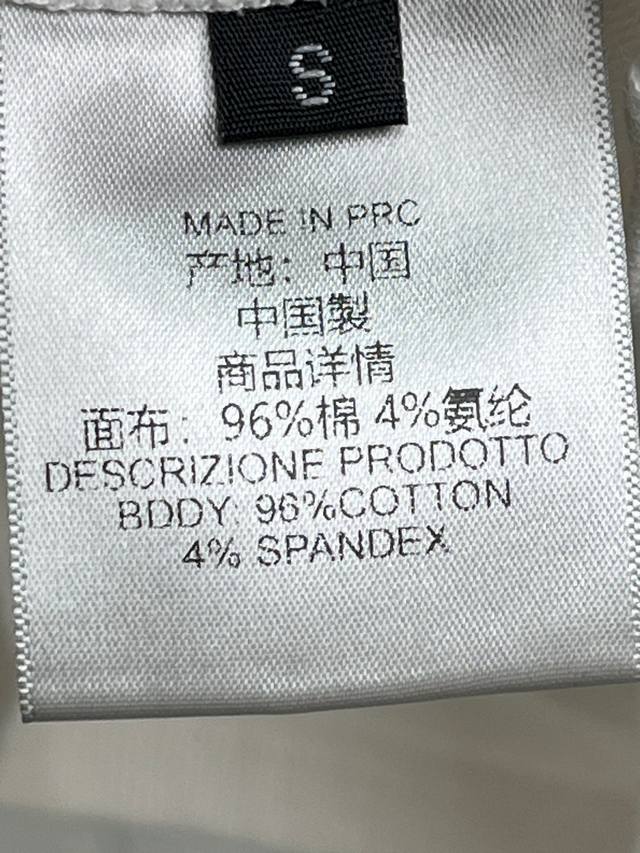 S
MADE IN PRC
产地：中国
中国製
商品详情
面布：96%棉 4%氨纶
DESCRIZIONE PRODOTTO
BDDY: 96%COTTON
4% SPANDEX